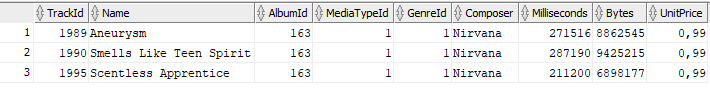 TrackId Name AlbumId MediaTypeId GenreId Composer Milliseconds Bytes UnitPrice
1 1989 Aneurysm 163 1 1 Nirvana 271516 8862545 0,99
2 1990 Smells Like Teen Spirit 163 1 1 Nirvana 287190 9425215 0,99
3 1995 Scentless Apprentice 163 1 1 Nirvana 211200 6898177 0,99